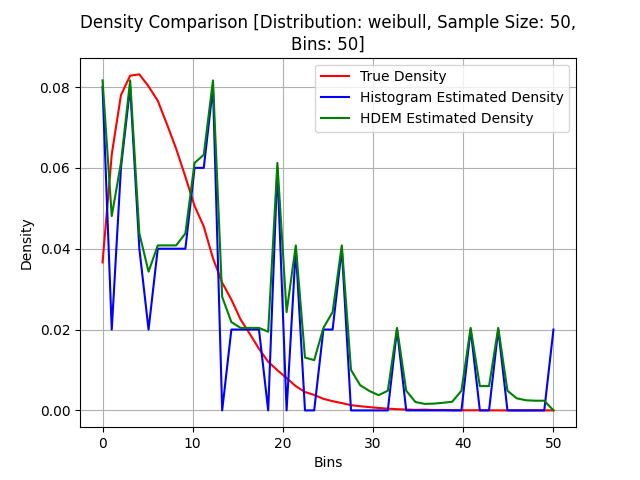 Density Comparison [Distribution: weibull, Sample Size: 50,
Bins: 50]
True Density
Histogram Estimated Density
HDEM Estimated Density
Density
0.08
0.06
0.04
0.02
0.00
0
10
20
30
40
50
Bins